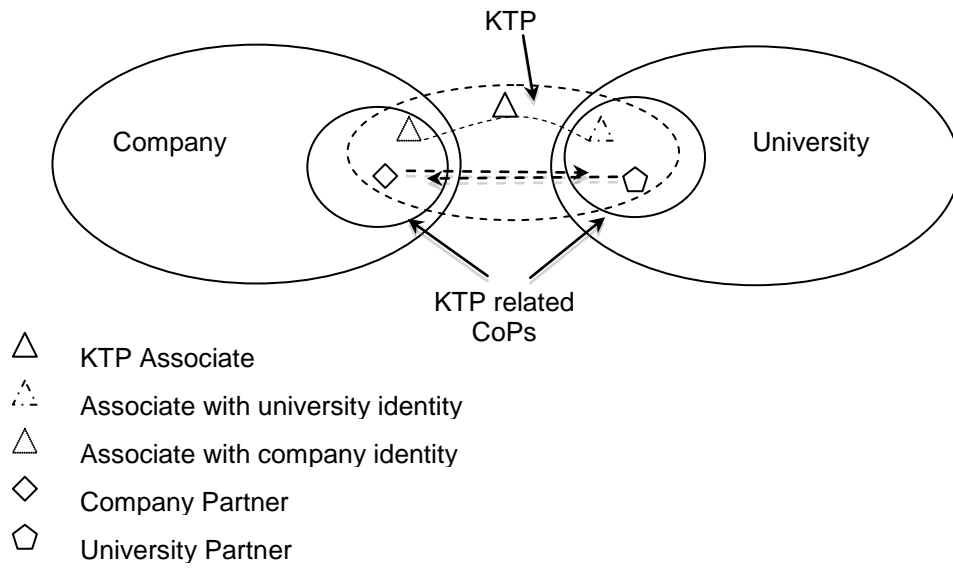 KTP
Company
University
KTP related
CoPs
KTP Associate
Associate with university identity
Associate with company identity
Company Partner
University Partner